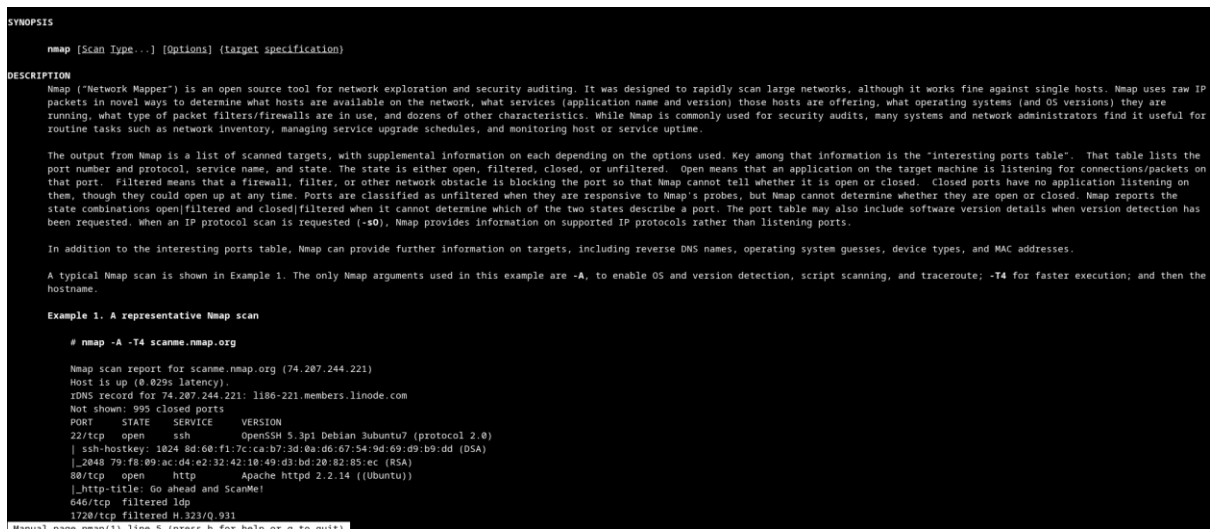 SYNOPSIS
nmap [Scan Type...] [Options] {target specification}
DESCRIPTION
Nmap ("Network Mapper") is an open source tool for network exploration and security auditing. It was designed to rapidly scan large networks, although it works fine against single hosts. Nmap uses raw IP
packets in novel ways to determine what hosts are available on the network, what services (application name and version) those hosts are offering, what operating systems (and OS versions) they are
running, what type of packet filters/firewalls are in use, and dozens of other characteristics. While Nmap is commonly used for security audits, many systems and network administrators find it useful for
routine tasks such as network inventory, managing service upgrade schedules, and monitoring host or service uptime.
The output from Nmap is a list of scanned targets, with supplemental information on each depending on the options used. Key among that information is the "interesting ports table". That table lists the
port number and protocol, service name, and state. The state is either open, filtered, closed, or unfiltered. Open means that an application on the target machine is listening for connections/packets on
that port. Filtered means that a firewall, filter, or other network obstacle is blocking the port so that Nmap cannot tell whether it is open or closed. Closed ports have no application listening on
them, though they could open up at any time. Ports are classified as unfiltered when they are responsive to Nmap's probes, but Nmap cannot determine whether they are open or closed. Nmap reports the
state combinations open|filtered and closed|filtered when it cannot determine which of the two states describe a port. The port table may also include software version details when version detection has
been requested. When an IP protocol scan is requested (-sO), Nmap provides information on supported IP protocols rather than listening ports.
In addition to the interesting ports table, Nmap can provide further information on targets, including reverse DNS names, operating system guesses, device types, and MAC addresses.
A typical Nmap scan is shown in Example 1. The only Nmap arguments used in this example are -A, to enable OS and version detection, script scanning, and traceroute; -T4 for faster execution; and then the
hostname.
Example 1. A representative Nmap scan
# nmap -A -T4 scanme.nmap.org
Nmap scan report for scanme.nmap.org (74.207.244.221)
Host is up (0.029s latency).
rDNS record for 74.207.244.221: li86-221.members.linode.com
Not shown: 995 closed ports
PORT STATE SERVICE VERSION
22/tcp open ssh OpenSSH 5.3p1 Debian 3ubuntu7 (protocol 2.0)
| ssh-hostkey: 1024 8d:60:f1:7c:ca:b7:3d:0a:d6:67:54:9d:69:d9:b9:dd (DSA)
|_2048 79:f8:09:ac:d4:e2:32:42:10:49:d3:bd:20:82:85:ec (RSA)
80/tcp open http Apache httpd 2.2.14 ((Ubuntu))
|_http-title: Go ahead and ScanMe!
646/tcp filtered ldp
1720/tcp filtered H.323/Q.931
Manual page nmap(1) line 5 (press h for help or q to quit)